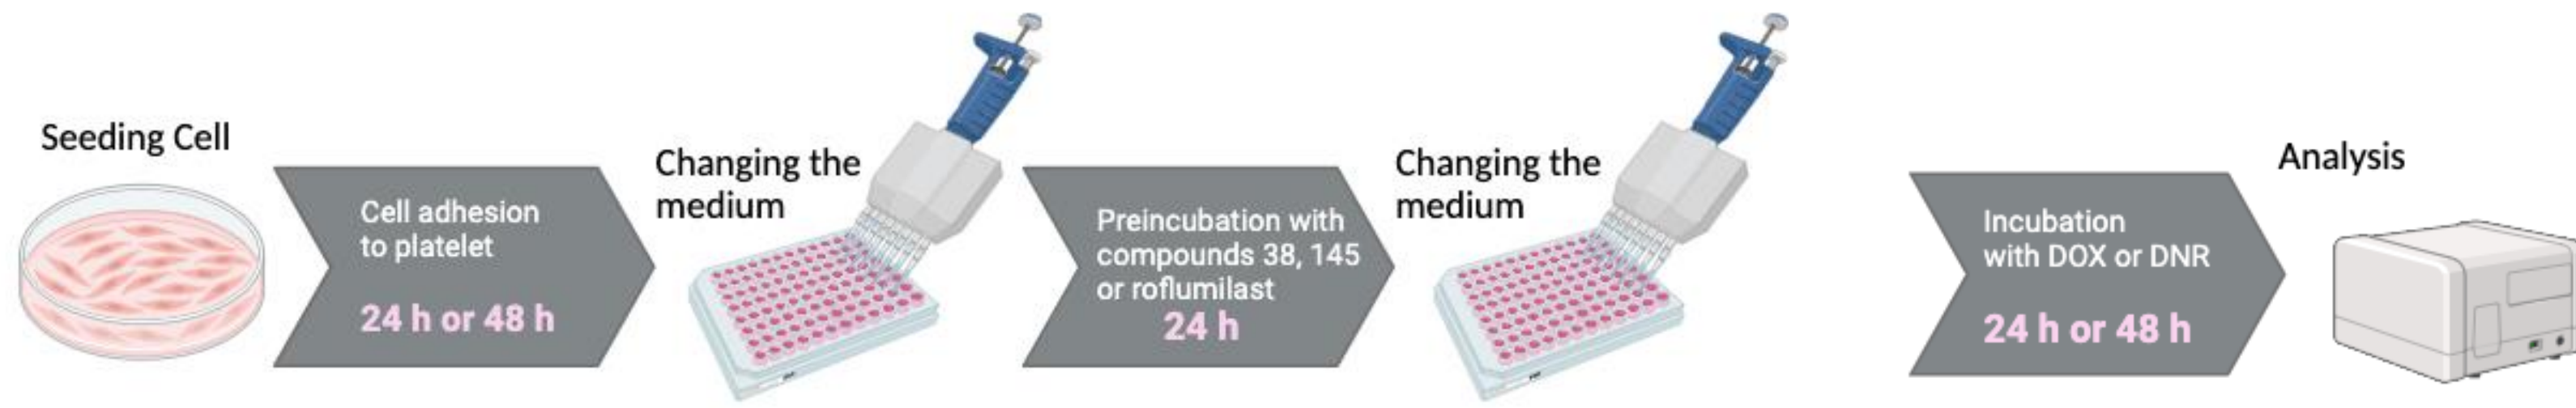 Seeding Cell
Cell adhesion
to platelet
24 h or 48 h
Changing the
medium
Preincubation with
compounds 38, 145
or roflumilast
24 h
Changing the
medium
Incubation
with DOX or DNR
24 h or 48 h
Analysis